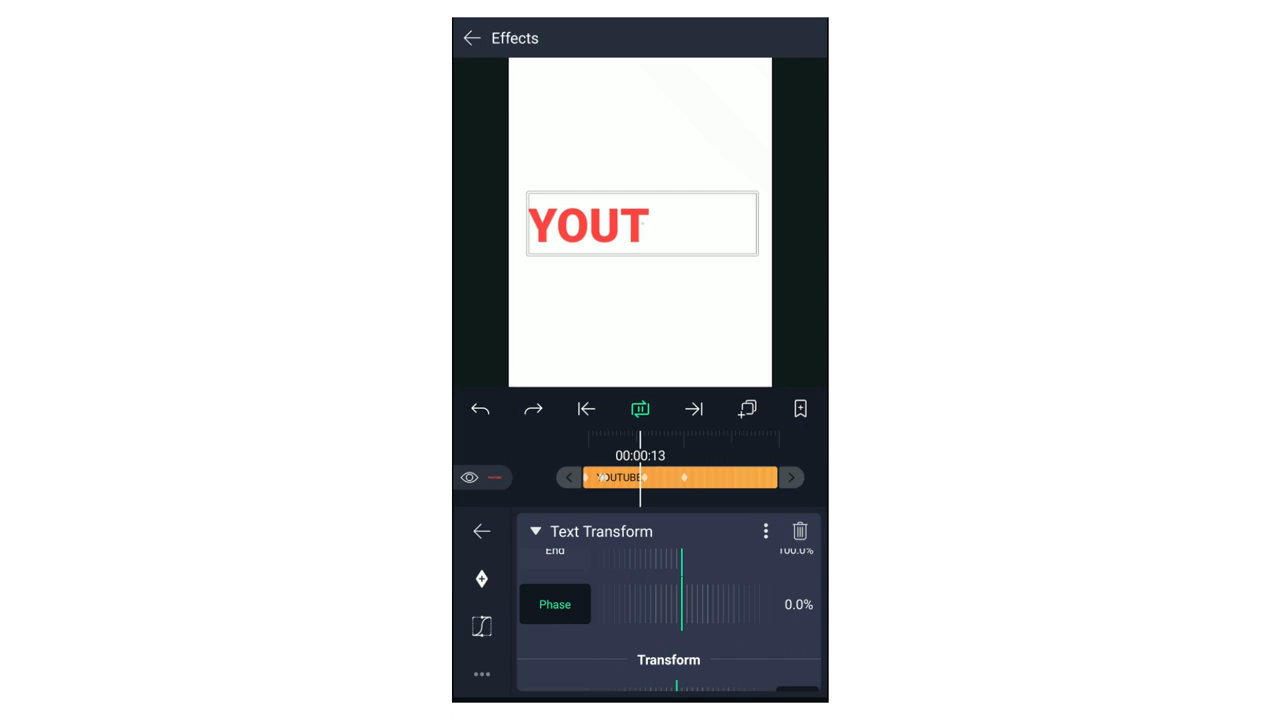 Effects
YOUT
00:00:13
YOUTUBE
Text Transform
End
100.0%
Phase
0.0%
Transform